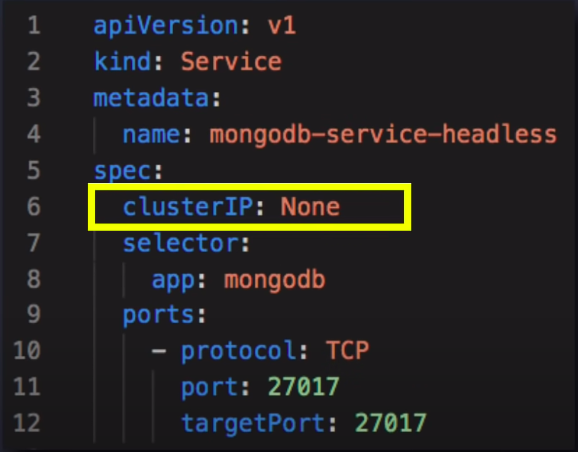 1 apiVersion: v1
2 kind: Service
3 metadata:
4   name: mongodb-service-headless
5 spec:
6   clusterIP: None
7   selector:
8     app: mongodb
9   ports:
10     - protocol: TCP
11       port: 27017
12       targetPort: 27017